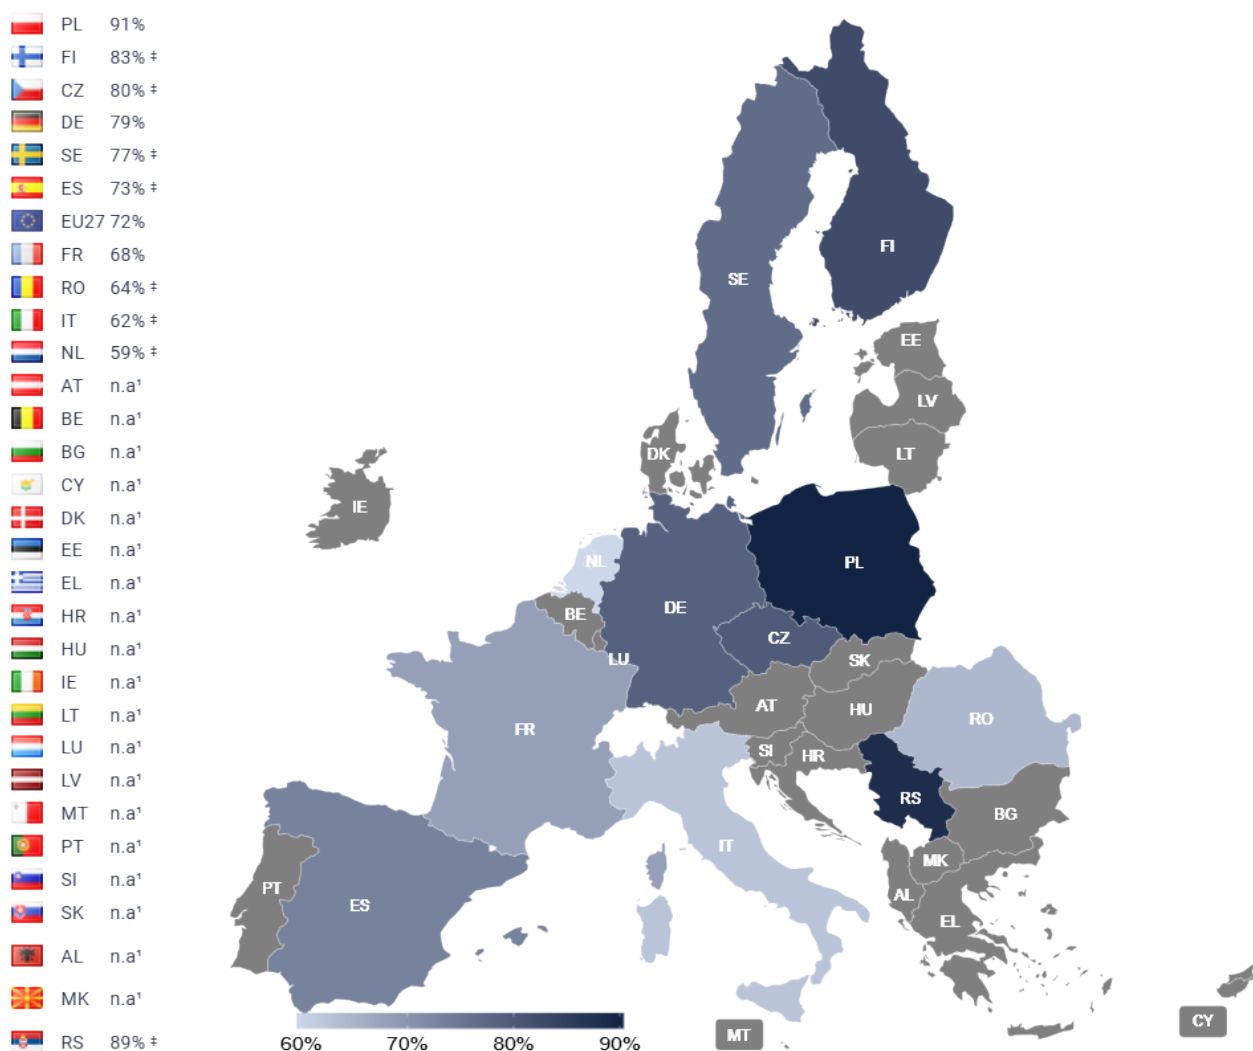 PL 91%
FI 83% ‡
CZ 80% ‡
DE 79%
SE 77% ‡
ES 73% ‡
EU27 72%
FR 68%
RO 64% ‡
IT 62% ‡
NL 59% ‡
AT n.a¹
BE n.a¹
BG n.a¹
CY n.a¹
DK n.a¹
EE n.a¹
EL n.a¹
HR n.a¹
HU n.a¹
IE n.a¹
LT n.a¹
LU n.a¹
LV n.a¹
MT n.a¹
PT n.a¹
SI n.a¹
SK n.a¹
AL n.a¹
MK n.a¹
RS 89% ‡
FI
SE
EE
LV
LT
DK
IE
NL
PL
DE
BE
CZ
LU
SK
AT
HU
RO
FR
SI
HR
RS
BG
IT
MK
PT
AL
ES
EL
CY
MT
60% 70% 80% 90%